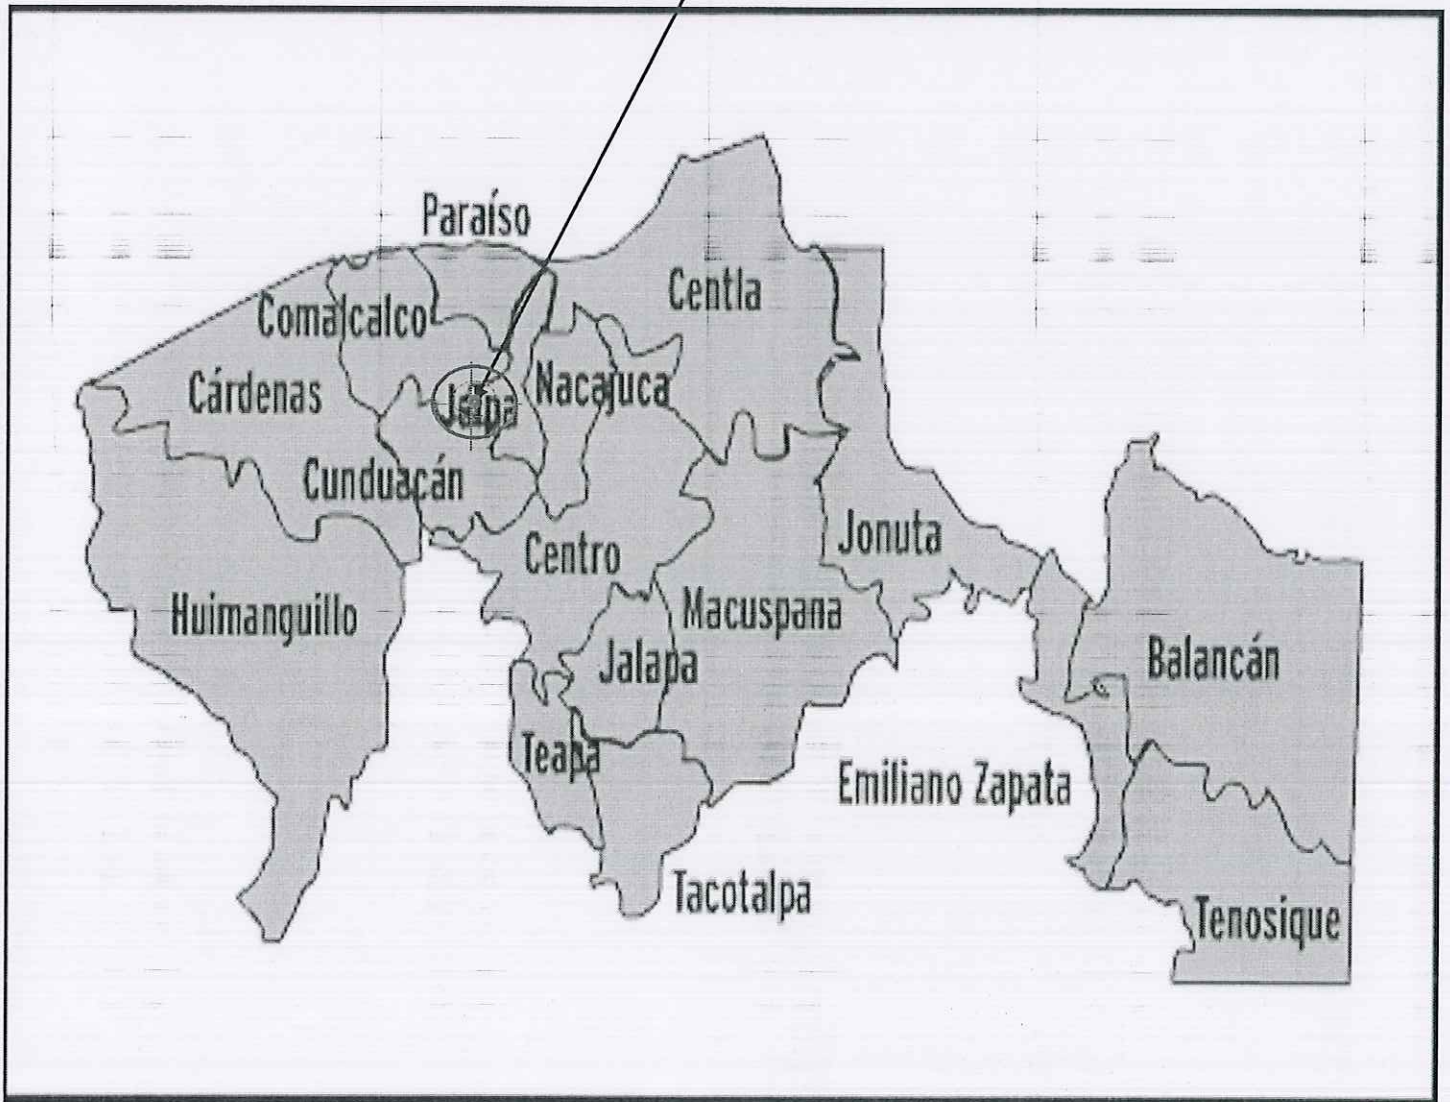 Paraíso
Centla
Comalcalco
Cárdenas
Jalpa
Nacajuca
Cunduacán
Centro
Jonuta
Huimanguillo
Macuspana
Jalapa
Balancán
Teapa
Emiliano Zapata
Tacotalpa
Tenosique